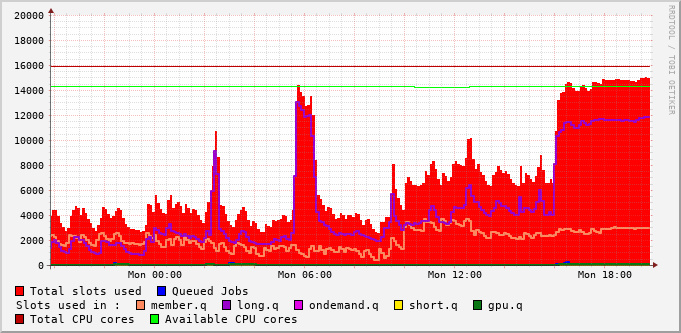 20000
18000
16000
14000
12000
10000
8000
6000
4000
2000
0
Mon 00:00 Mon 06:00 Mon 12:00 Mon 18:00
RRDTOOL / TOBI OETIKER
Total slots used Queued Jobs
Slots used in : member.q long.q ondemand.q short.q gpu.q
Total CPU cores Available CPU cores